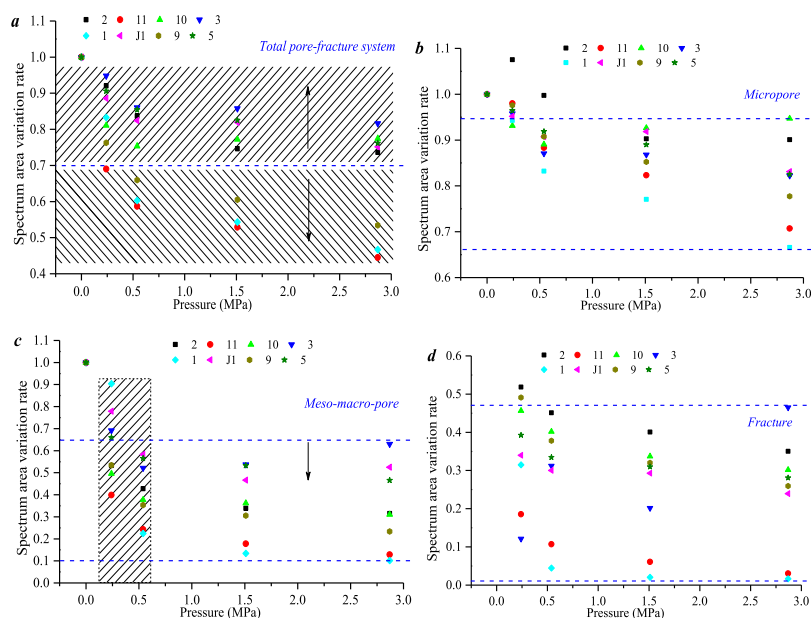 a
2 11 10 3
1 J1 9 5
Total pore-fracture system
Spectrum area variation rate
1.1
1.0
0.9
0.8
0.7
0.6
0.5
0.4
0.0 0.5 1.0 1.5 2.0 2.5 3.0
Pressure (MPa)
b
2 11 10 3
1 J1 9 5
Micropore
Spectrum area variation rate
1.1
1.0
0.9
0.8
0.7
0.6
0.0 0.5 1.0 1.5 2.0 2.5 3.0
Pressure (MPa)
c
2 11 10 3
1 J1 9 5
Meso-macro-pore
Spectrum area variation rate
1.1
1.0
0.9
0.8
0.7
0.6
0.5
0.4
0.3
0.2
0.1
0.0
0.0 0.5 1.0 1.5 2.0 2.5 3.0
Pressure (MPa)
d
2 11 10 3
1 J1 9 5
Fracture
Spectrum area variation rate
0.6
0.5
0.4
0.3
0.2
0.1
0.0
0.0 0.5 1.0 1.5 2.0 2.5 3.0
Pressure (MPa)